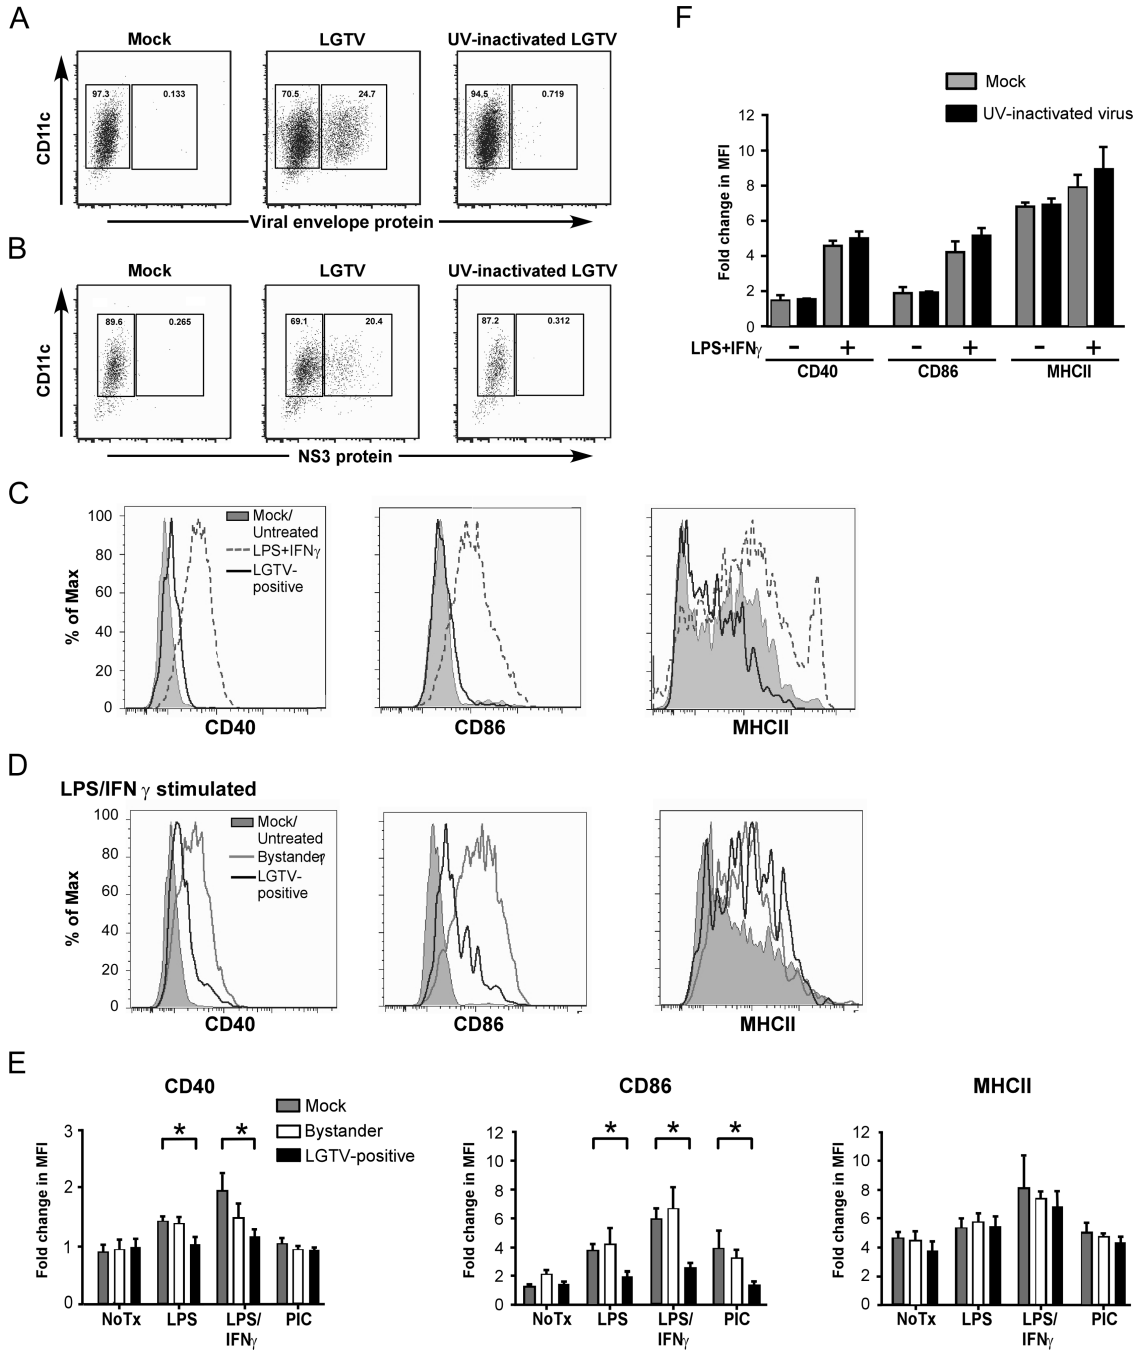 A
Mock LGTV UV-inactivated LGTV
97.3 0.133 70.5 24.7 94.5 0.719
CD11c
Viral envelope protein
B
Mock LGTV UV-inactivated LGTV
89.6 0.265 69.1 20.4 87.2 0.312
CD11c
NS3 protein
F
Mock
UV-inactivated virus
Fold change in MFI
12
10
8
6
4
2
0
LPS+IFNγ - + - + - +
CD40 CD86 MHCII
C
% of Max
100
80
60
40
20
0
Mock/
Untreated
LPS+IFNγ
LGTV-
positive
CD40 CD86 MHCII
D
LPS/IFN γ stimulated
% of Max
100
80
60
40
20
0
Mock/
Untreated
Bystander
LGTV-
positive
CD40 CD86 MHCII
E
CD40
Mock
Bystander
LGTV-positive
Fold change in MFI
3
2
1
0
* *
NoTx LPS LPS/ PIC
IFNγ
CD86
Fold change in MFI
12
10
8
6
4
2
0
* * *
NoTx LPS LPS/ PIC
IFNγ
MHCII
Fold change in MFI
12
10
8
6
4
2
0
NoTx LPS LPS/ PIC
IFNγ